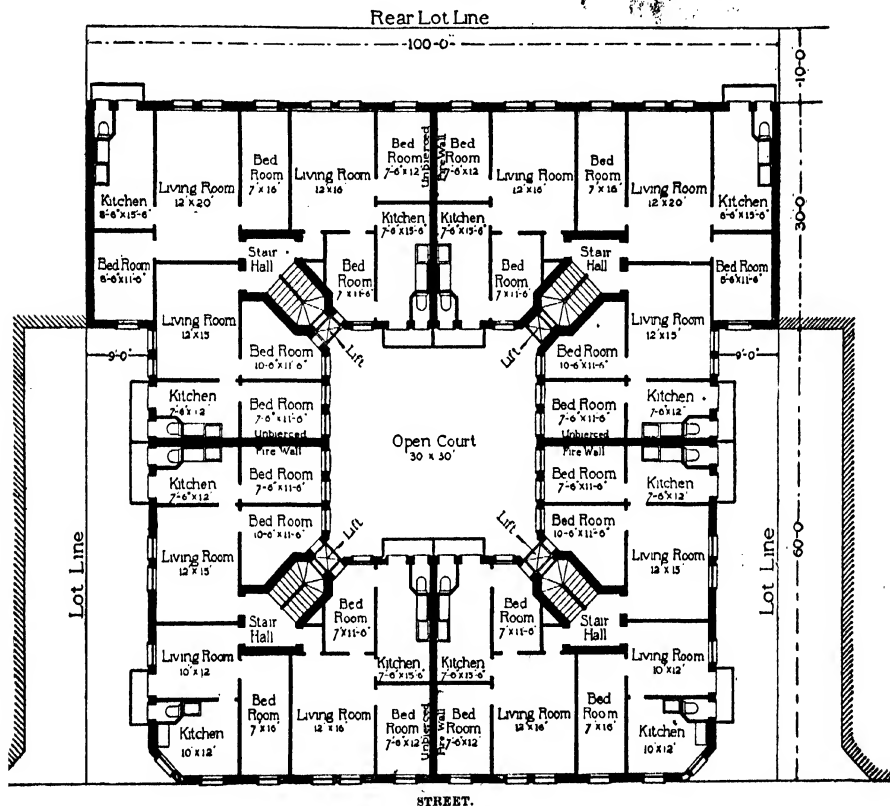 Rear Lot Line
100-0
10-0
Bed Room 7'-6"x12'
Bed Room 7'-6"x12'
Unpierced Fire Wall
Bed Room 7'x16'
Living Room 12'x16'
Living Room 12'x16'
Bed Room 7'x16'
Living Room 12'x20'
Living Room 12'x20'
Kitchen 8'-6"x15'-6"
Kitchen 7'-6"x15'-6"
Kitchen 7'-6"x15'-6"
Kitchen 8'-6"x15'-6"
30-0
Stair Hall
Stair Hall
Bed Room 8'-6"x11'-6"
Bed Room 7'x11'-6"
Bed Room 7'x11'-6"
Bed Room 8'-6"x11'-6"
Living Room 12'x15'
Living Room 12'x15'
Lift
Lift
9'-0"
9'-0"
Bed Room 10'-6"x11'-6"
Bed Room 10'-6"x11'-6"
Kitchen 7'-6"x12'
Bed Room 7'-6"x11'-6"
Bed Room 7'-6"x11'-6"
Kitchen 7'-6"x12'
Open Court 30'x30'
Unpierced Fire Wall
Unpierced Fire Wall
Kitchen 7'-6"x12'
Bed Room 7'-6"x11'-6"
Bed Room 7'-6"x11'-6"
Kitchen 7'-6"x12'
Bed Room 10'-6"x11'-6"
Bed Room 10'-6"x11'-6"
Lift
Lift
60-0
Living Room 12'x15'
Living Room 12'x15'
Lot Line
Lot Line
Bed Room 7'x11'-6"
Bed Room 7'x11'-6"
Stair Hall
Stair Hall
Living Room 10'x12'
Kitchen 7'-6"x15'-6"
Kitchen 7'-6"x15'-6"
Living Room 10'x12'
Bed Room 7'x16'
Living Room 12'x16'
Bed Room 7'-6"x12'
Unpierced Fire Wall
Bed Room 7'-6"x12'
Living Room 12'x16'
Bed Room 7'x16'
Kitchen 10'x12'
Kitchen 10'x12'
STREET.